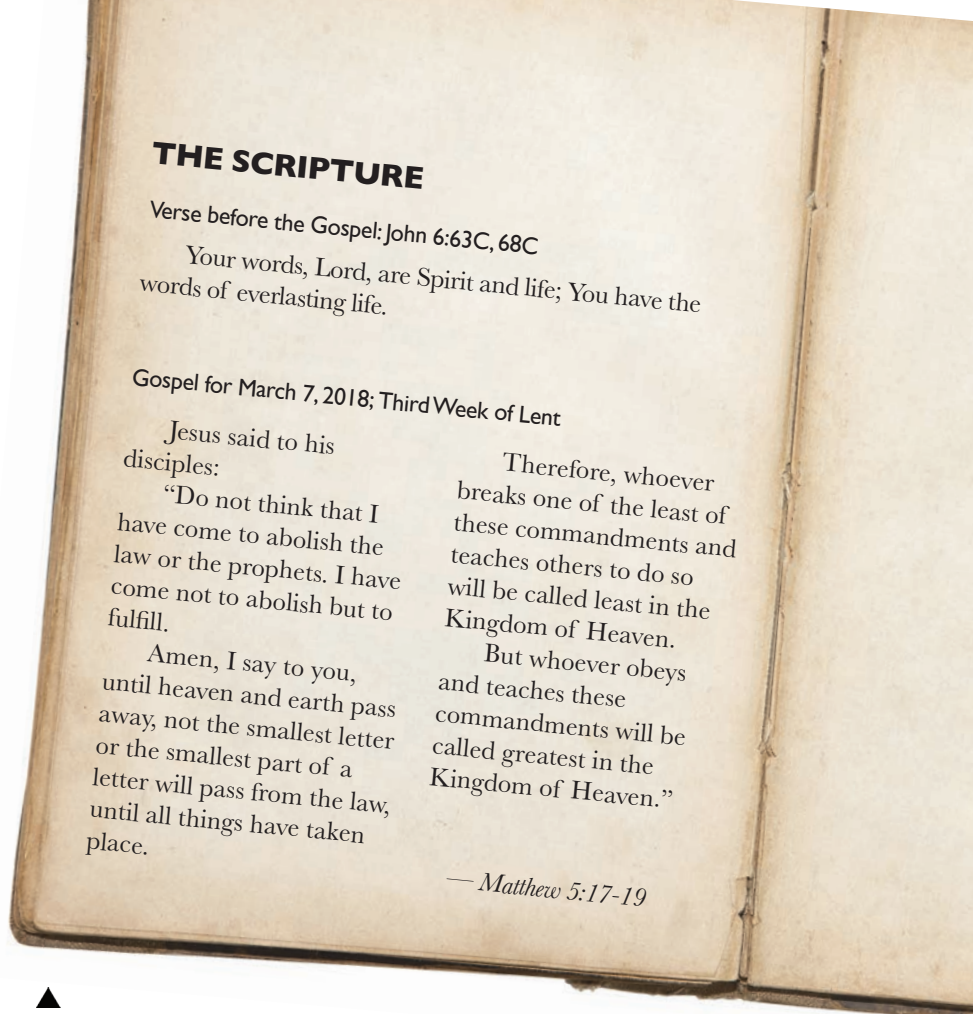 THE SCRIPTURE
Verse before the Gospel: John 6:63C, 68C
Your words, Lord, are Spirit and life; You have the
words of everlasting life.
Gospel for March 7, 2018; Third Week of Lent
Jesus said to his
disciples:
“Do not think that I
have come to abolish the
law or the prophets. I have
come not to abolish but to
fulfill.
Amen, I say to you,
until heaven and earth pass
away, not the smallest letter
or the smallest part of a
letter will pass from the law,
until all things have taken
place.
Therefore, whoever
breaks one of the least of
these commandments and
teaches others to do so
will be called least in the
Kingdom of Heaven.
But whoever obeys
and teaches these
commandments will be
called greatest in the
Kingdom of Heaven.”
— Matthew 5:17-19